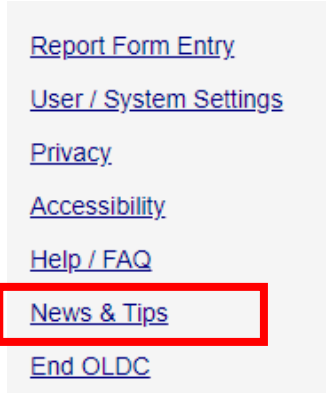 Report Form Entry
User / System Settings
Privacy
Accessibility
Help / FAQ
News & Tips
End OLDC